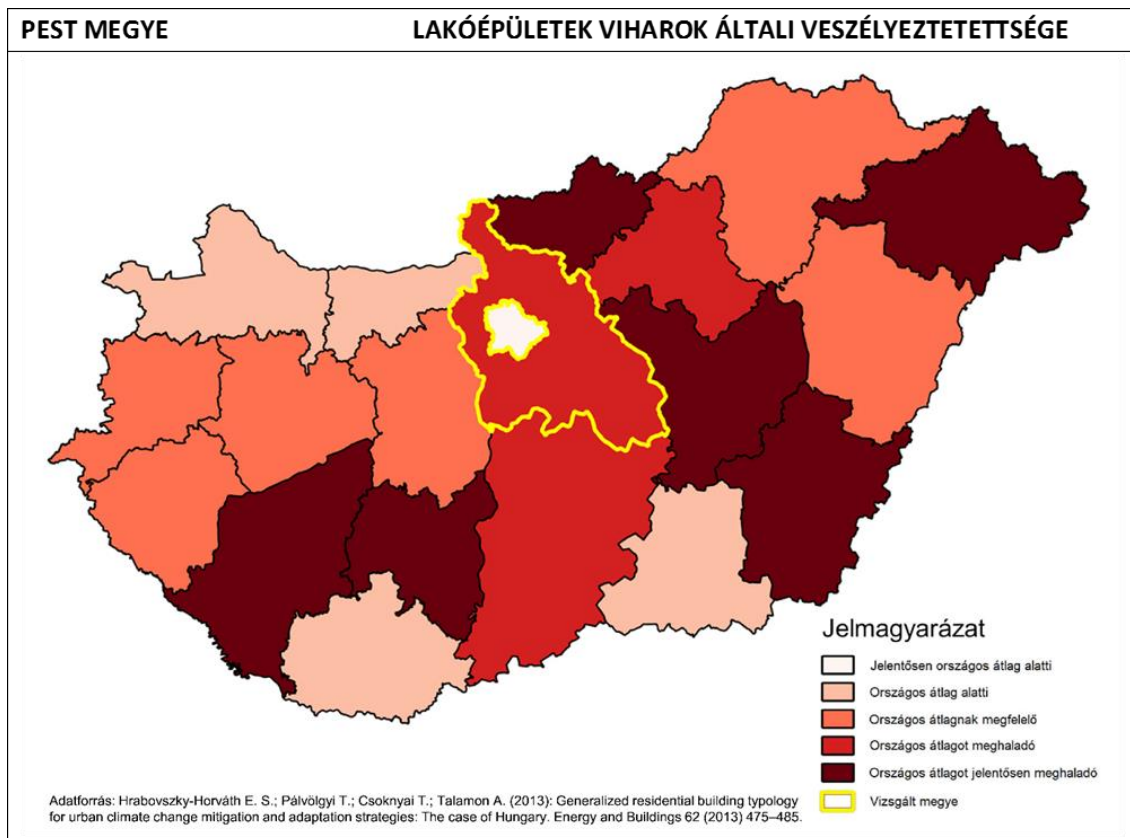 PEST MEGYE LAKÓÉPÜLETEK VIHAROK ÁLTALI VESZÉLYEZTETETTSÉGE
Jelmagyarázat
Jelentősen országos átlag alatti
Országos átlag alatti
Országos átlagnak megfelelő
Országos átlagot meghaladó
Országos átlagot jelentősen meghaladó
Vizsgált megye
Adatforrás: Hrabovszky-Horváth E. S.; Pálvölgyi T.; Csoknyai T.; Talamon A. (2013): Generalized residential building typology
for urban climate change mitigation and adaptation strategies: The case of Hungary. Energy and Buildings 62 (2013) 475–485.